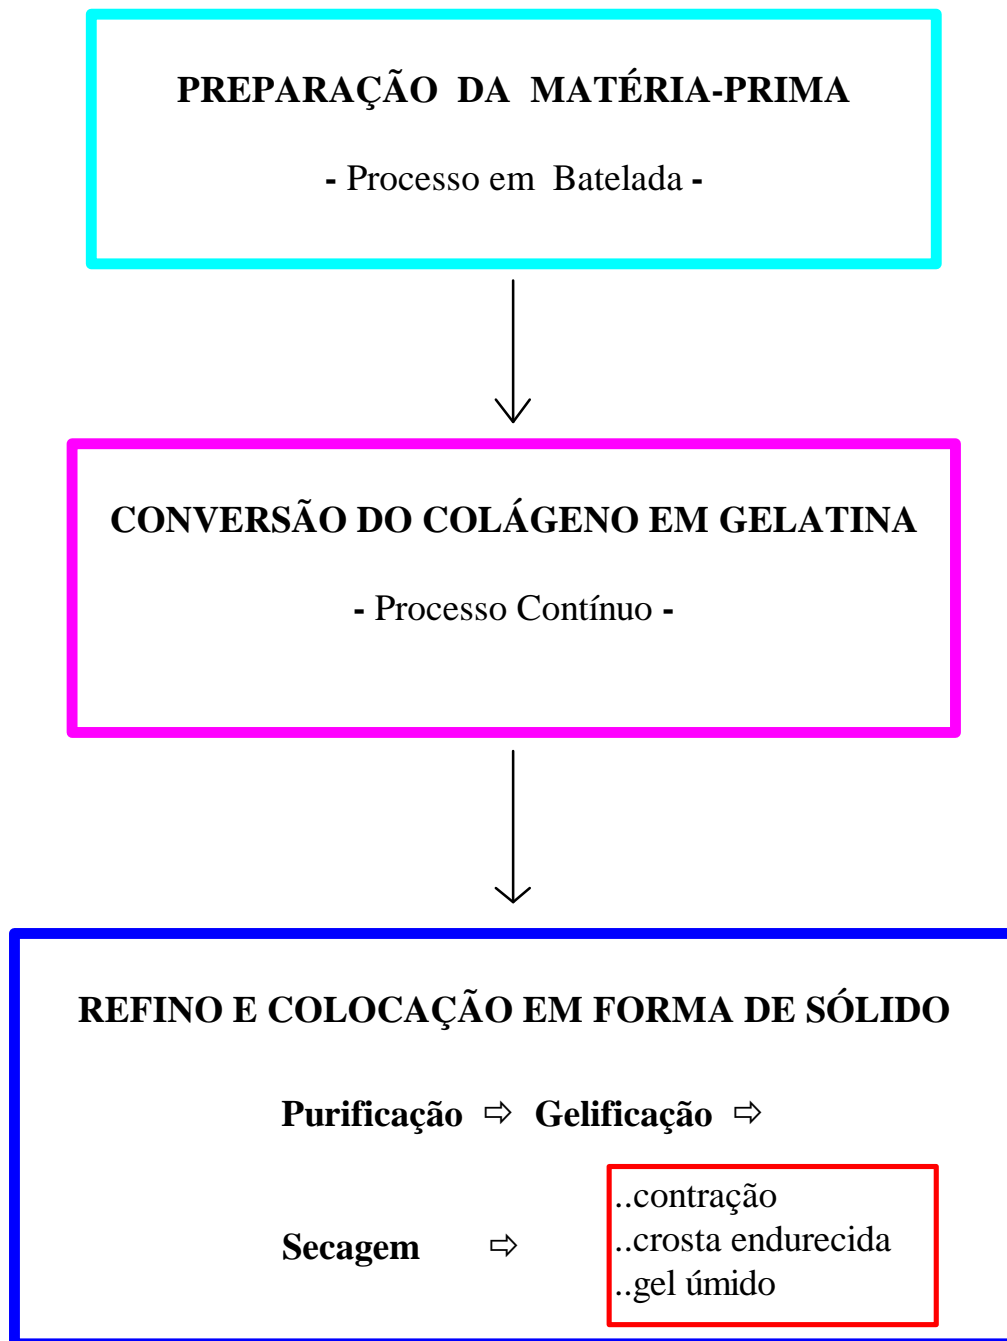 PREPARAÇÃO DA MATÉRIA-PRIMA
- Processo em Batelada -
CONVERSÃO DO COLÁGENO EM GELATINA
- Processo Contínuo -
REFINO E COLOCAÇÃO EM FORMA DE SÓLIDO
Purificação ⇨ Gelificação ⇨
Secagem ⇨
..contração
..crosta endurecida
..gel úmido